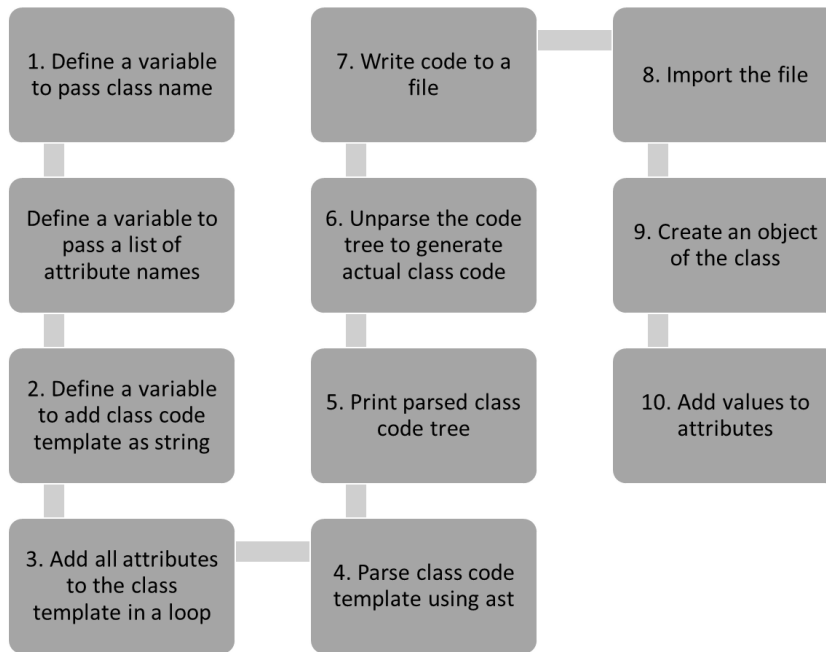 1. Define a variable
to pass class name
Define a variable to
pass a list of
attribute names
2. Define a variable
to add class code
template as string
3. Add all attributes
to the class
template in a loop
4. Parse class code
template using ast
5. Print parsed class
code tree
6. Unparse the code
tree to generate
actual class code
7. Write code to a
file
8. Import the file
9. Create an object
of the class
10. Add values to
attributes